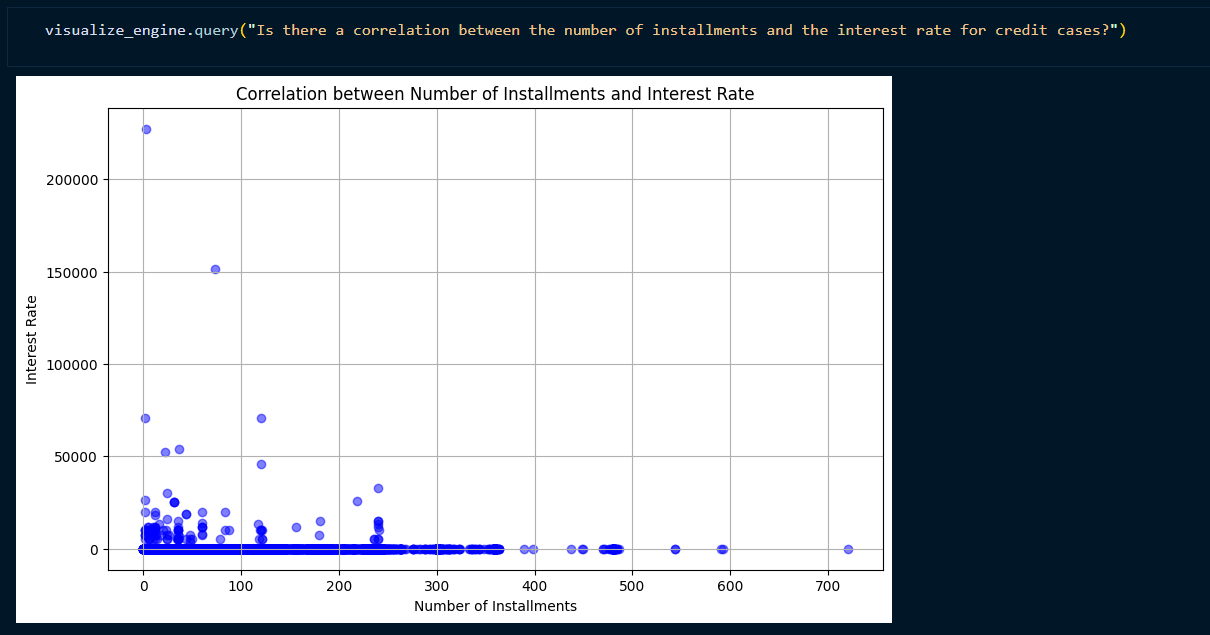 visualize_engine.query("Is there a correlation between the number of installments and the interest rate for credit cases?")
Correlation between Number of Installments and Interest Rate
200000
150000
100000
50000
0
Interest Rate
0 100 200 300 400 500 600 700
Number of Installments